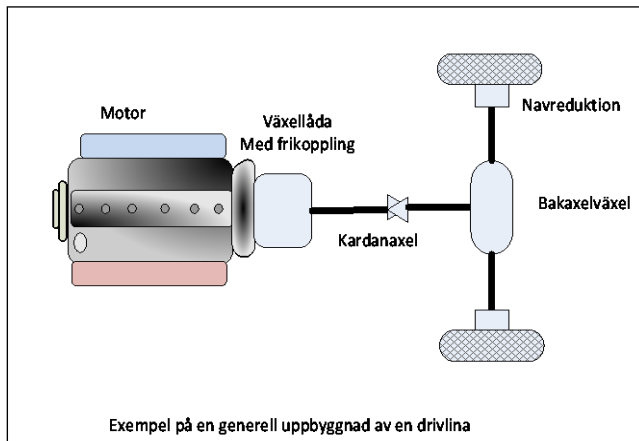 Motor
Växellåda
Med frikoppling
Navreduktion
Bakaxelväxel
Kardanaxel
Exempel på en generell uppbyggnad av en drivlina